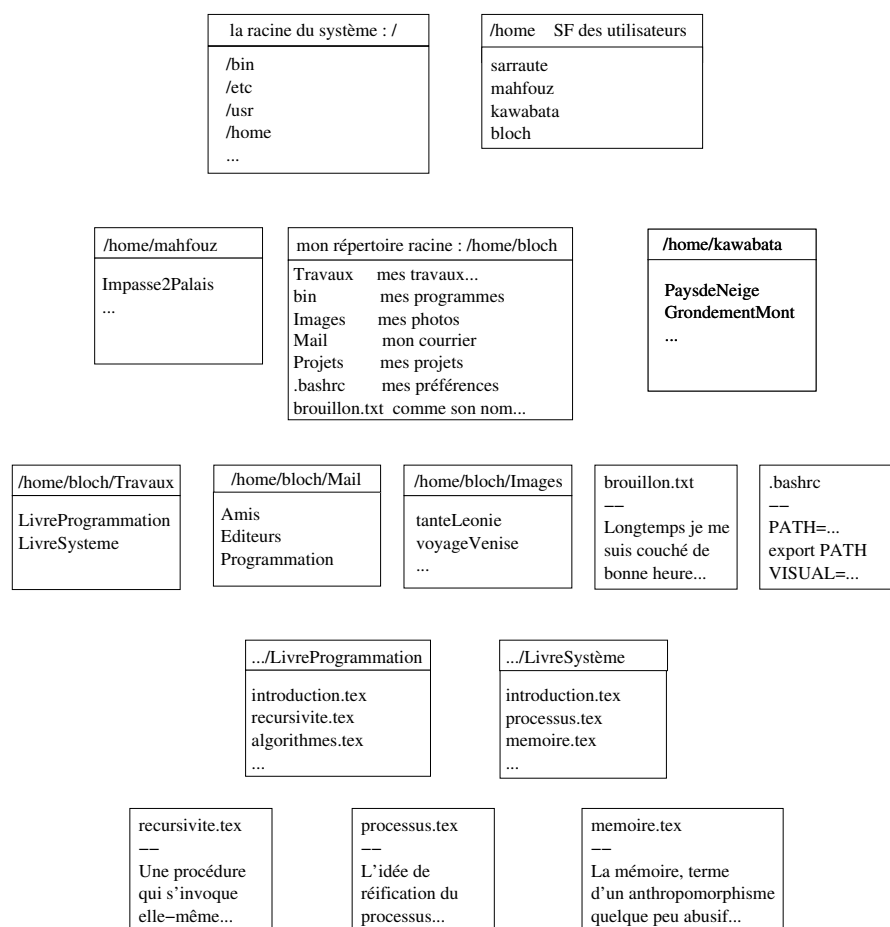 la racine du système : /
/bin
/etc
/usr
/home
...
/home SF des utilisateurs
sarraute
mahfouz
kawabata
bloch
/home/mahfouz
Impasse2Palais
...
mon répertoire racine : /home/bloch
Travaux mes travaux...
bin mes programmes
Images mes photos
Mail mon courrier
Projets mes projets
.bashrc mes préférences
brouillon.txt comme son nom...
/home/kawabata
PaysdeNeige
GrondementMont
...
/home/bloch/Travaux
LivreProgrammation
LivreSysteme
/home/bloch/Mail
Amis
Editeurs
Programmation
/home/bloch/Images
tanteLeonie
voyageVenise
...
brouillon.txt
−−
Longtemps je me
suis couché de
bonne heure...
.bashrc
−−
PATH=...
export PATH
VISUAL=...
.../LivreProgrammation
introduction.tex
recursivite.tex
algorithmes.tex
...
.../LivreSystème
introduction.tex
processus.tex
memoire.tex
...
recursivite.tex
−−
Une procédure
qui s'invoque
elle−même...
processus.tex
−−
L'idée de
réification du
processus...
memoire.tex
−−
La mémoire, terme
d'un anthropomorphisme
quelque peu abusif...